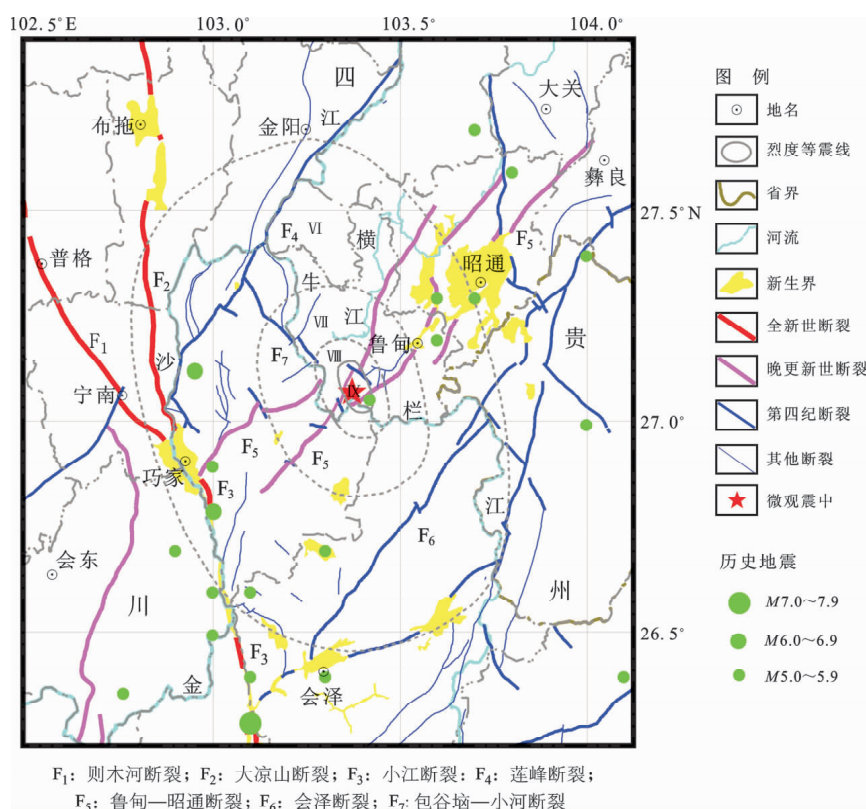 102.5°E 103.0° 103.5° 104.0°
四
大关
江
布拖
金阳
彝良
27.5°N
F₄ Ⅵ
横
F₅
普格
F₂
昭通
牛
江
F₁
Ⅶ
贵
沙
鲁甸
F₇
Ⅷ
宁南
Ⅸ
栏
27.0°
F₅
巧家
F₅
F₃
江
F₆
会东
川
州
26.5°
F₃
金
会泽
图 例
地名
烈度等震线
省界
河流
新生界
全新世断裂
晚更新世断裂
第四纪断裂
其他断裂
微观震中
历史地震
M7.0～7.9
M6.0～6.9
M5.0～5.9
F₁：则木河断裂；F₂：大凉山断裂；F₃：小江断裂；F₄：莲峰断裂；
F₅：鲁甸—昭通断裂；F₆：会泽断裂；F₇：包谷垴—小河断裂